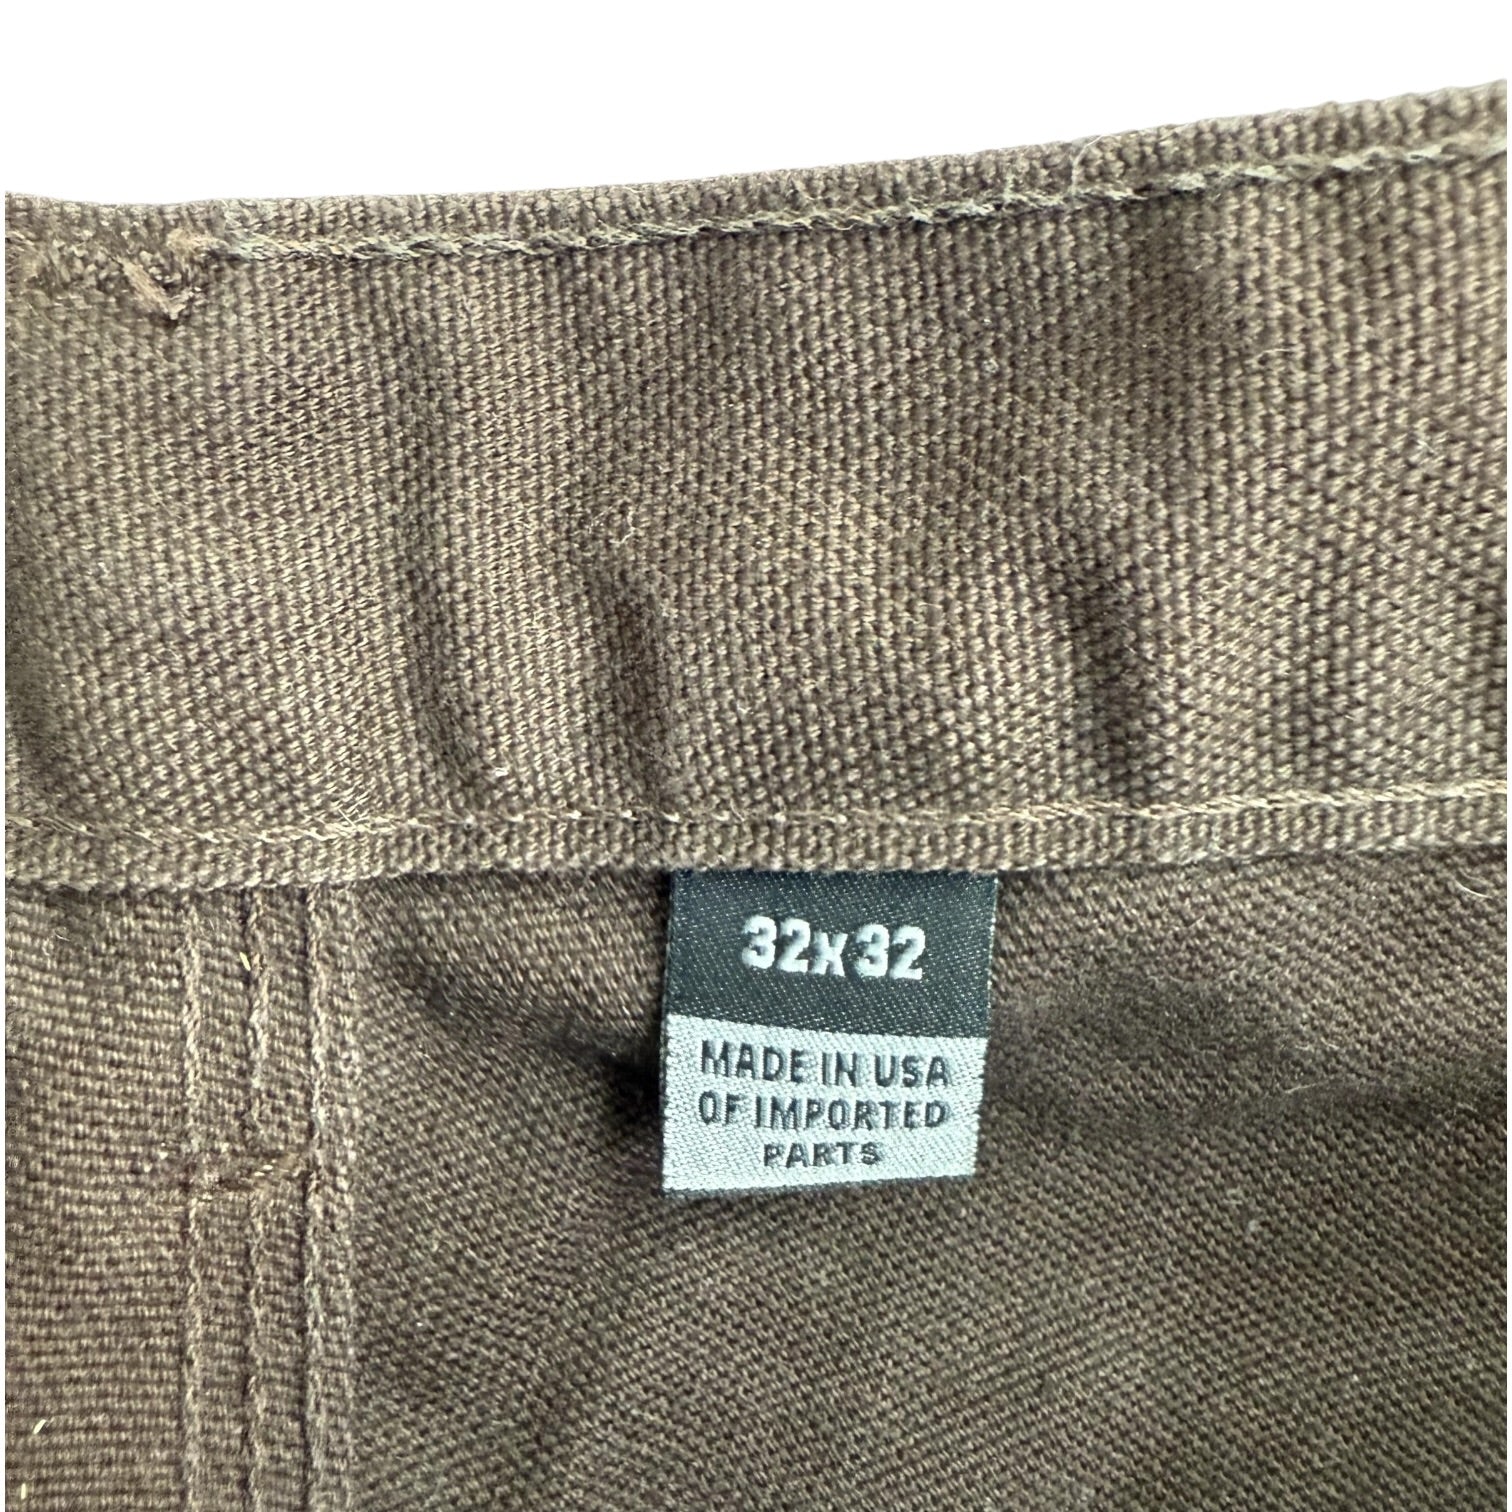 32x32
MADE IN USA
OF IMPORTED
PARTS